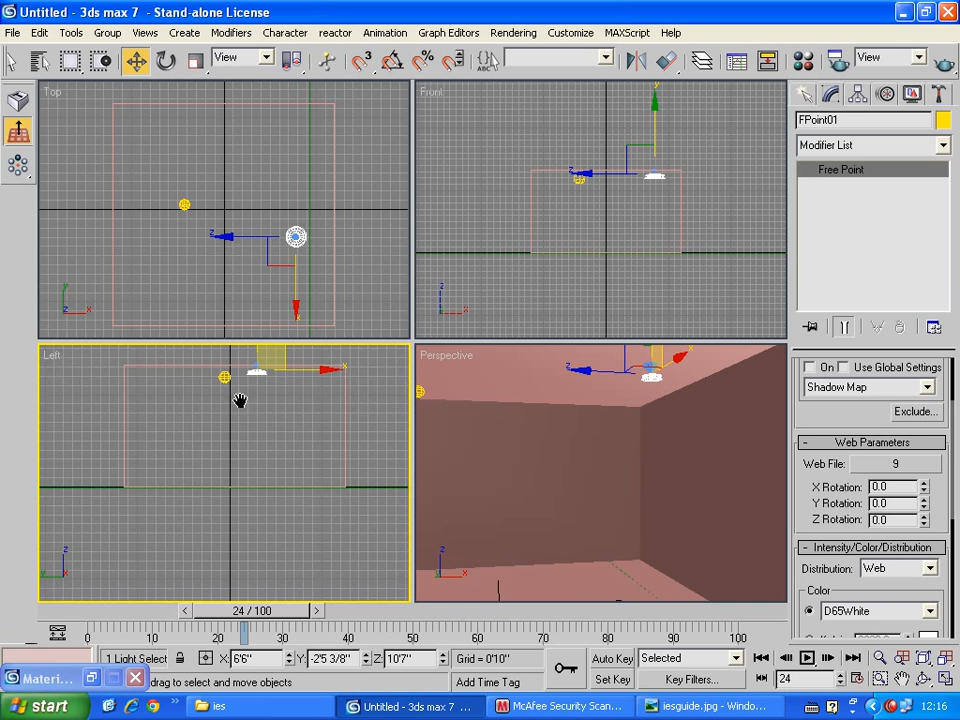 Untitled - 3ds max 7 - Stand-alone License
File Edit Tools Group Views Create Modifiers Character reactor Animation Graph Editors Rendering Customize MAXScript Help
View
View
Top
Front
Left
Perspective
FPoint01
Modifier List
Free Point
On Use Global Settings
Shadow Map
Exclude...
- Web Parameters
Web File: 9
X Rotation: 0.0
Y Rotation: 0.0
Z Rotation: 0.0
- Intensity/Color/Distribution
Distribution: Web
Color
D65White
< 24 / 100 >
0 10 20 30 40 50 60 70 80 90 100
1 Light Select X: 6'6" Y: -2'5 3/8" Z: 10'7" Grid = 0'10" Auto Key Selected
Materi... drag to select and move objects Add Time Tag Set Key Key Filters... 24
start ies Untitled - 3ds max 7 ... McAfee Security Scan... iesguide.jpg - Windo... 12:16